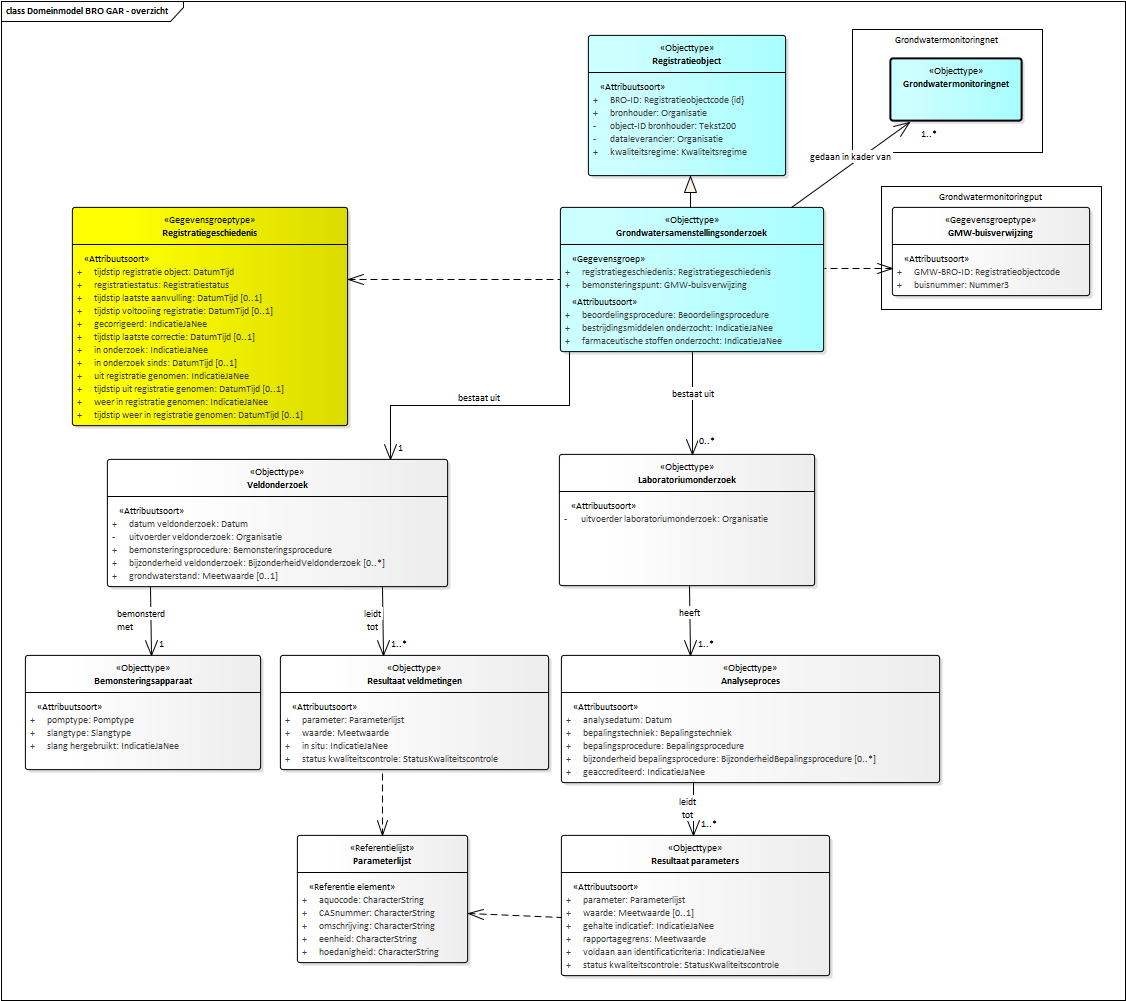 class Domeinmodel BRO GAR - overzicht
«Objecttype»
Registratieobject
«Attribuutsoort»
+ BRO-ID: Registratieobjectcode {id}
+ bronhouder: Organisatie
- object-ID bronhouder: Tekst200
- dataleverancier: Organisatie
+ kwaliteitsregime: Kwaliteitsregime
Grondwatermonitoringnet
«Objecttype»
Grondwatermonitoringnet
1..*
gedaan in kader van
«Gegevensgroeptype»
Registratiegeschiedenis
«Attribuutsoort»
+ tijdstip registratie object: DatumTijd
+ registratiestatus: Registratiestatus
+ tijdstip laatste aanvulling: DatumTijd [0..1]
+ tijdstip voltooiing registratie: DatumTijd [0..1]
+ gecorrigeerd: IndicatieJaNee
+ tijdstip laatste correctie: DatumTijd [0..1]
+ in onderzoek: IndicatieJaNee
+ in onderzoek sinds: DatumTijd [0..1]
+ uit registratie genomen: IndicatieJaNee
+ tijdstip uit registratie genomen: DatumTijd [0..1]
+ weer in registratie genomen: IndicatieJaNee
+ tijdstip weer in registratie genomen: DatumTijd [0..1]
«Objecttype»
Grondwatersamenstellingsonderzoek
«Gegevensgroep»
+ registratiegeschiedenis: Registratiegeschiedenis
+ bemonsteringspunt: GMW-buisverwijzing
«Attribuutsoort»
+ beoordelingsprocedure: Beoordelingsprocedure
+ bestrijdingsmiddelen onderzocht: IndicatieJaNee
+ farmaceutische stoffen onderzocht: IndicatieJaNee
Grondwatermonitoringput
«Gegevensgroeptype»
GMW-buisverwijzing
«Attribuutsoort»
+ GMW-BRO-ID: Registratieobjectcode
+ buisnummer: Nummer3
bestaat uit
1
bestaat uit
0..*
«Objecttype»
Veldonderzoek
«Attribuutsoort»
+ datum veldonderzoek: Datum
- uitvoerder veldonderzoek: Organisatie
+ bemonsteringsprocedure: Bemonsteringsprocedure
+ bijzonderheid veldonderzoek: BijzonderheidVeldonderzoek [0..*]
+ grondwaterstand: Meetwaarde [0..1]
«Objecttype»
Laboratoriumonderzoek
«Attribuutsoort»
- uitvoerder laboratoriumonderzoek: Organisatie
bemonsterd
met
1
leidt
tot
1..*
heeft
1..*
«Objecttype»
Bemonsteringsapparaat
«Attribuutsoort»
+ pomptype: Pomptype
+ slangtype: Slangtype
+ slang hergebruikt: IndicatieJaNee
«Objecttype»
Resultaat veldmetingen
«Attribuutsoort»
+ parameter: Parameterlijst
+ waarde: Meetwaarde
+ in situ: IndicatieJaNee
+ status kwaliteitscontrole: StatusKwaliteitscontrole
«Objecttype»
Analyseproces
«Attribuutsoort»
+ analysedatum: Datum
+ bepalingstechniek: Bepalingstechniek
+ bepalingsprocedure: Bepalingsprocedure
+ bijzonderheid bepalingsprocedure: BijzonderheidBepalingsprocedure [0..*]
+ geaccrediteerd: IndicatieJaNee
leidt
tot
1..*
«Referentielijst»
Parameterlijst
«Referentie element»
+ aquocode: CharacterString
+ CASnummer: CharacterString
+ omschrijving: CharacterString
+ eenheid: CharacterString
+ hoedanigheid: CharacterString
«Objecttype»
Resultaat parameters
«Attribuutsoort»
+ parameter: Parameterlijst
+ waarde: Meetwaarde [0..1]
+ gehalte indicatief: IndicatieJaNee
+ rapportagegrens: Meetwaarde
+ voldaan aan identificaticriteria: IndicatieJaNee
+ status kwaliteitscontrole: StatusKwaliteitscontrole